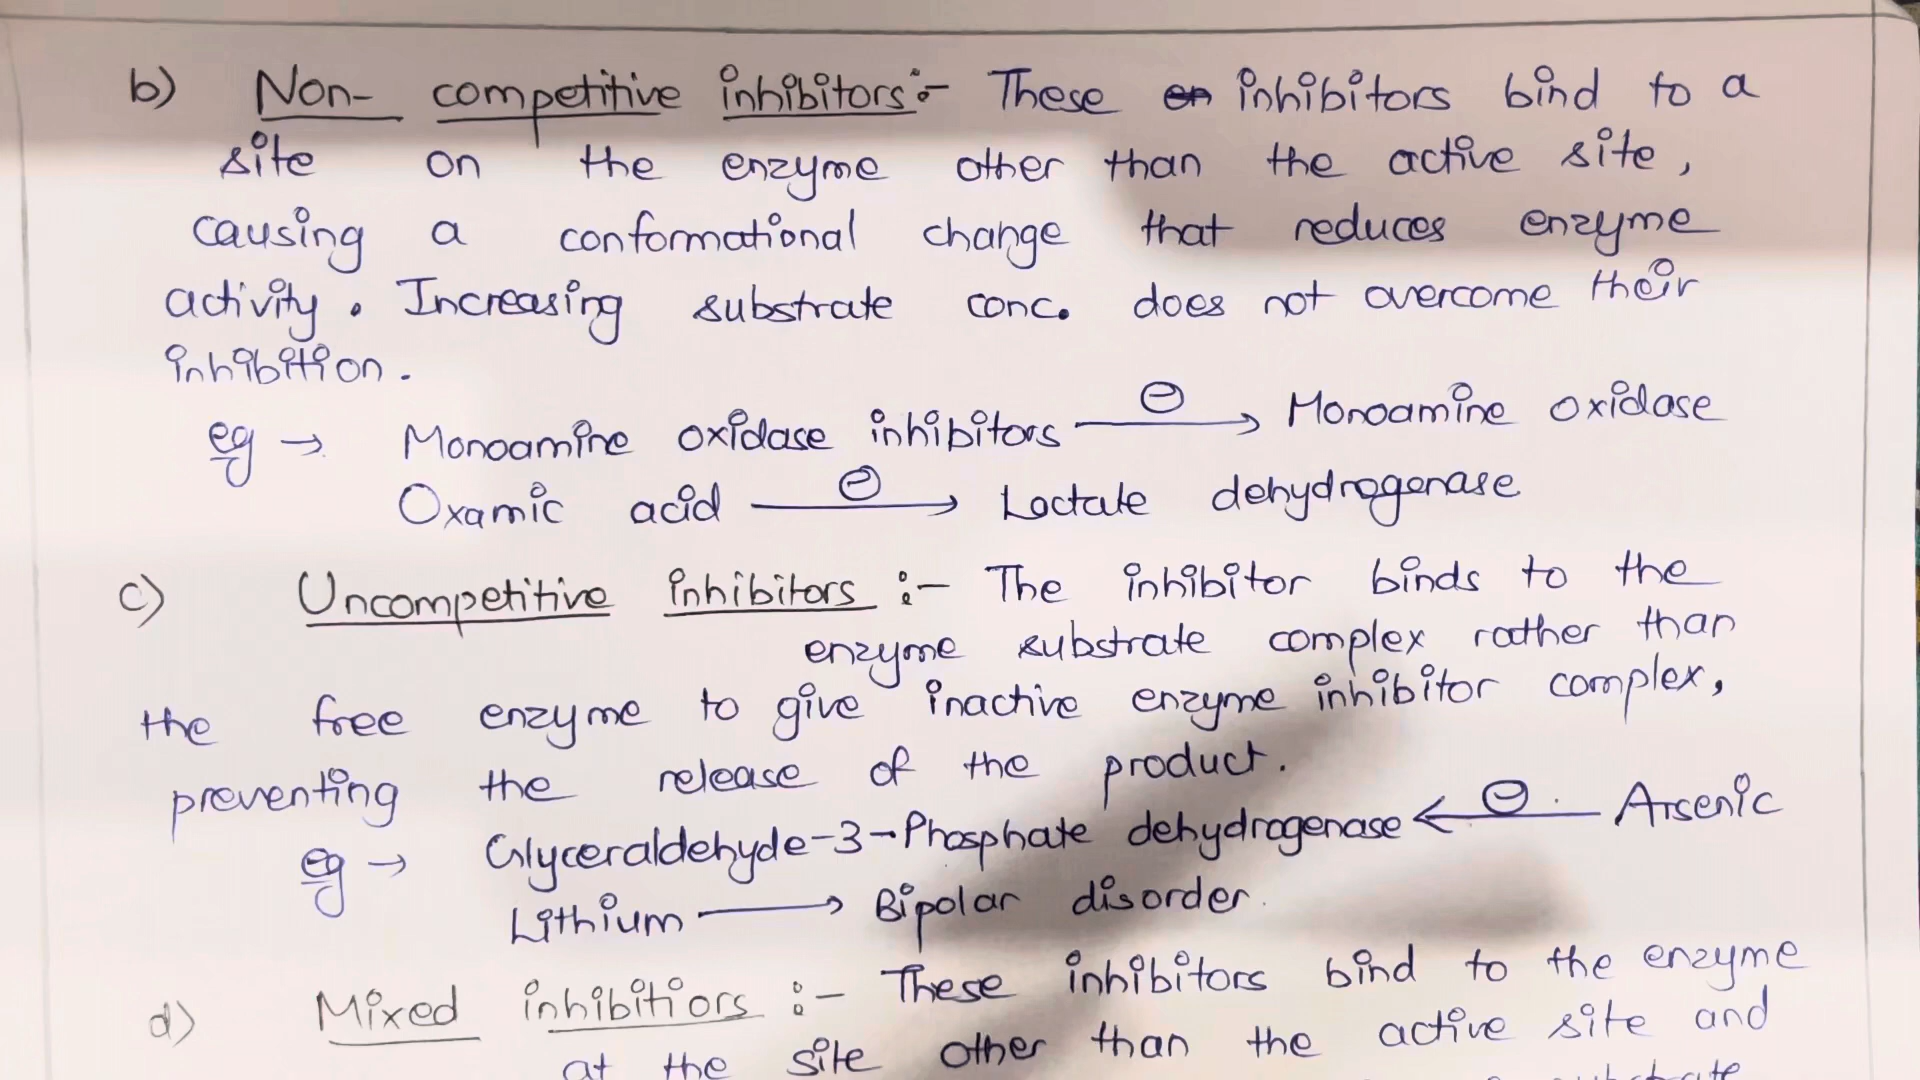 b) Non- competitive inhibitors :- These inhibitors bind to a
site on the enzyme other than the active site,
causing a conformational change that reduces enzyme
activity. Increasing substrate conc. does not overcome their
inhibition.
eg → Monoamine oxidase inhibitors ⊖→ Monoamine oxidase
Oxamic acid ⊖→ Lactate dehydrogenase
c) Uncompetitive inhibitors :- The inhibitor binds to the
enzyme substrate complex rather than
the free enzyme to give inactive enzyme inhibitor complex,
preventing the release of the product.
eg → Glyceraldehyde-3-Phosphate dehydrogenase ←⊖ Arsenic
Lithium → Bipolar disorder.
d) Mixed inhibitiors :- These inhibitors bind to the enzyme
at the site other than the active site and